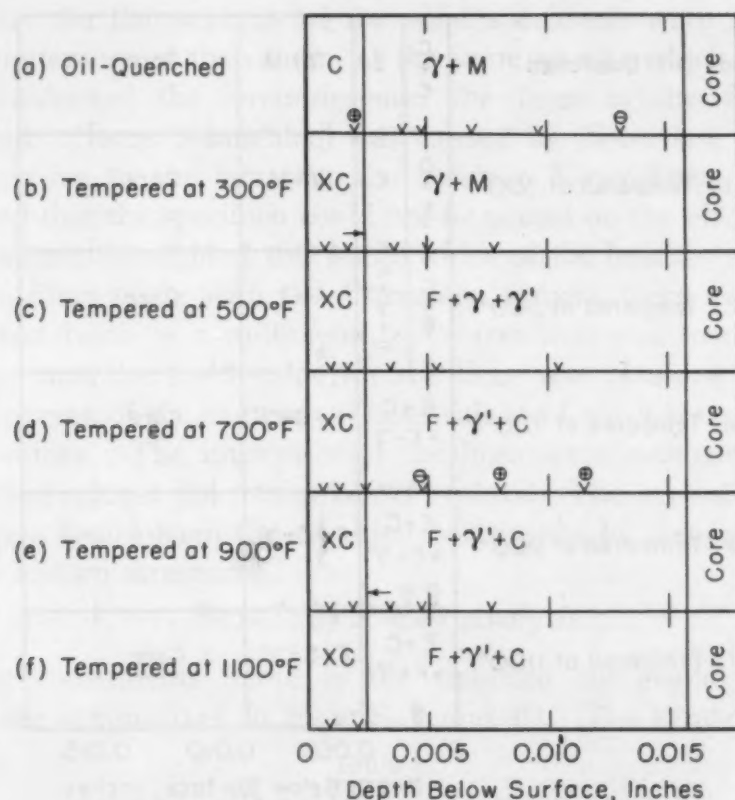 (a) Oil-Quenched C γ+M Core
(b) Tempered at 300°F XC γ+M Core
(c) Tempered at 500°F XC F+γ+γ' Core
(d) Tempered at 700°F XC F+γ'+C Core
(e) Tempered at 900°F XC F+γ'+C Core
(f) Tempered at 1100°F XC F+γ'+C Core
0 0.005 0.010 0.015
Depth Below Surface, Inches